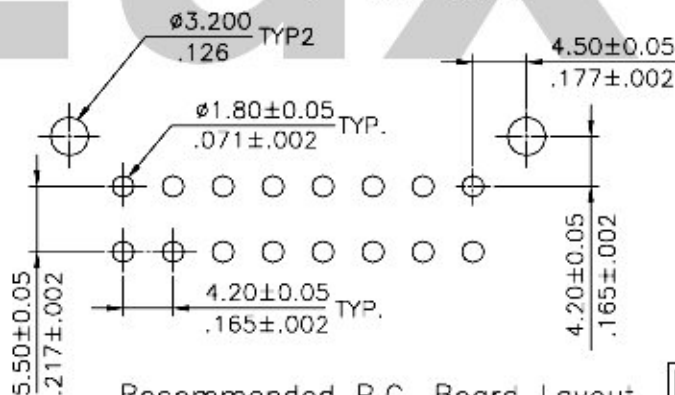 ø3.200
.126
TYP2
4.50±0.05
.177±.002
ø1.80±0.05
.071±.002
TYP.
4.20±0.05
.165±.002
TYP.
5.50±0.05
.217±.002
4.20±0.05
.165±.002
Recommended P.C. Board Layout